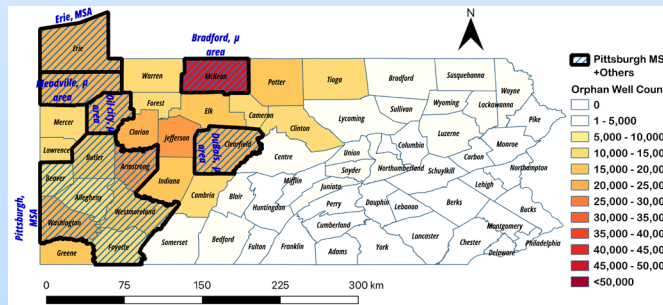 Erie, MSA
N
Bradford, μ
area
Pittsburgh MS
+Others
Orphan Well Count
0
1 - 5,000
5,000 - 10,000
10,000 - 15,000
15,000 - 20,000
20,000 - 25,000
25,000 - 30,000
30,000 - 35,000
35,000 - 40,000
40,000 - 45,000
45,000 - 50,000
<50,000
Erie
Meadville, μ
area
Oil city, μ
area
DuBois, μ
area
Pittsburgh,
MSA
Warren
McKean
Potter
Tioga
Bradford
Susquehanna
Wayne
Forest
Elk
Cameron
Clinton
Lycoming
Sullivan
Wyoming
Lackawanna
Pike
Mercer
Clarion
Jefferson
Clearfield
Centre
Union
Columbia
Luzerne
Monroe
Lawrence
Butler
Armstrong
Indiana
Snyder
Northumberland
Schuylkill
Carbon
Northampton
Beaver
Allegheny
Westmoreland
Cambria
Blair
Huntingdon
Mifflin
Juniata
Perry
Dauphin
Lebanon
Berks
Lehigh
Bucks
Washington
Greene
Fayette
Somerset
Bedford
Fulton
Franklin
Cumberland
Adams
York
Lancaster
Chester
Montgomery
Delaware
Philadelphia
0 75 150 225 300 km